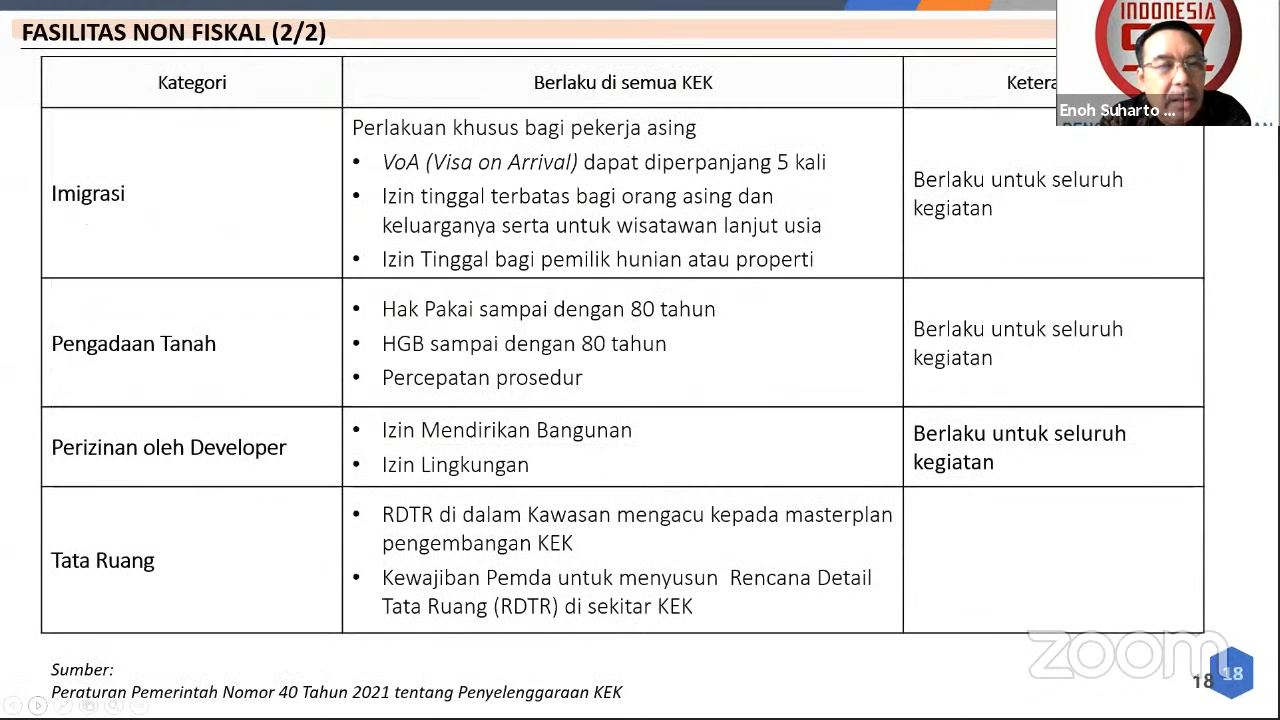 FASILITAS NON FISKAL (2/2)
INDONESIA
Enoh Suharto ...
Kategori
Berlaku di semua KEK
Imigrasi
Perlakuan khusus bagi pekerja asing
• VoA (Visa on Arrival) dapat diperpanjang 5 kali
• Izin tinggal terbatas bagi orang asing dan
keluarganya serta untuk wisatawan lanjut usia
• Izin Tinggal bagi pemilik hunian atau properti
Berlaku untuk seluruh
kegiatan
Pengadaan Tanah
• Hak Pakai sampai dengan 80 tahun
• HGB sampai dengan 80 tahun
• Percepatan prosedur
Berlaku untuk seluruh
kegiatan
Perizinan oleh Developer
• Izin Mendirikan Bangunan
• Izin Lingkungan
Berlaku untuk seluruh
kegiatan
Tata Ruang
• RDTR di dalam Kawasan mengacu kepada masterplan
pengembangan KEK
• Kewajiban Pemda untuk menyusun Rencana Detail
Tata Ruang (RDTR) di sekitar KEK
Sumber:
Peraturan Pemerintah Nomor 40 Tahun 2021 tentang Penyelenggaraan KEK
zoom
18
18